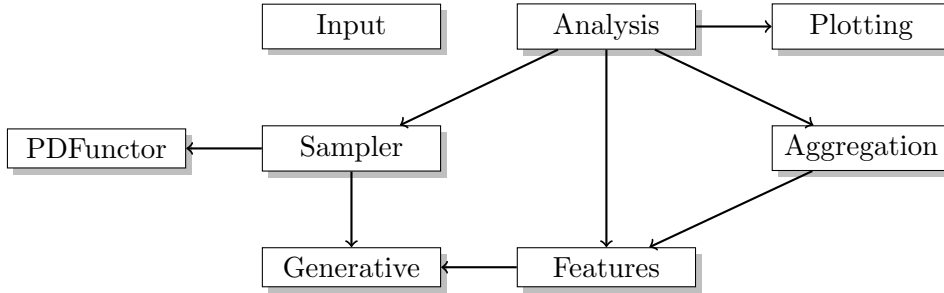 Input
Analysis
Plotting
PDFunctor
Sampler
Aggregation
Generative
Features